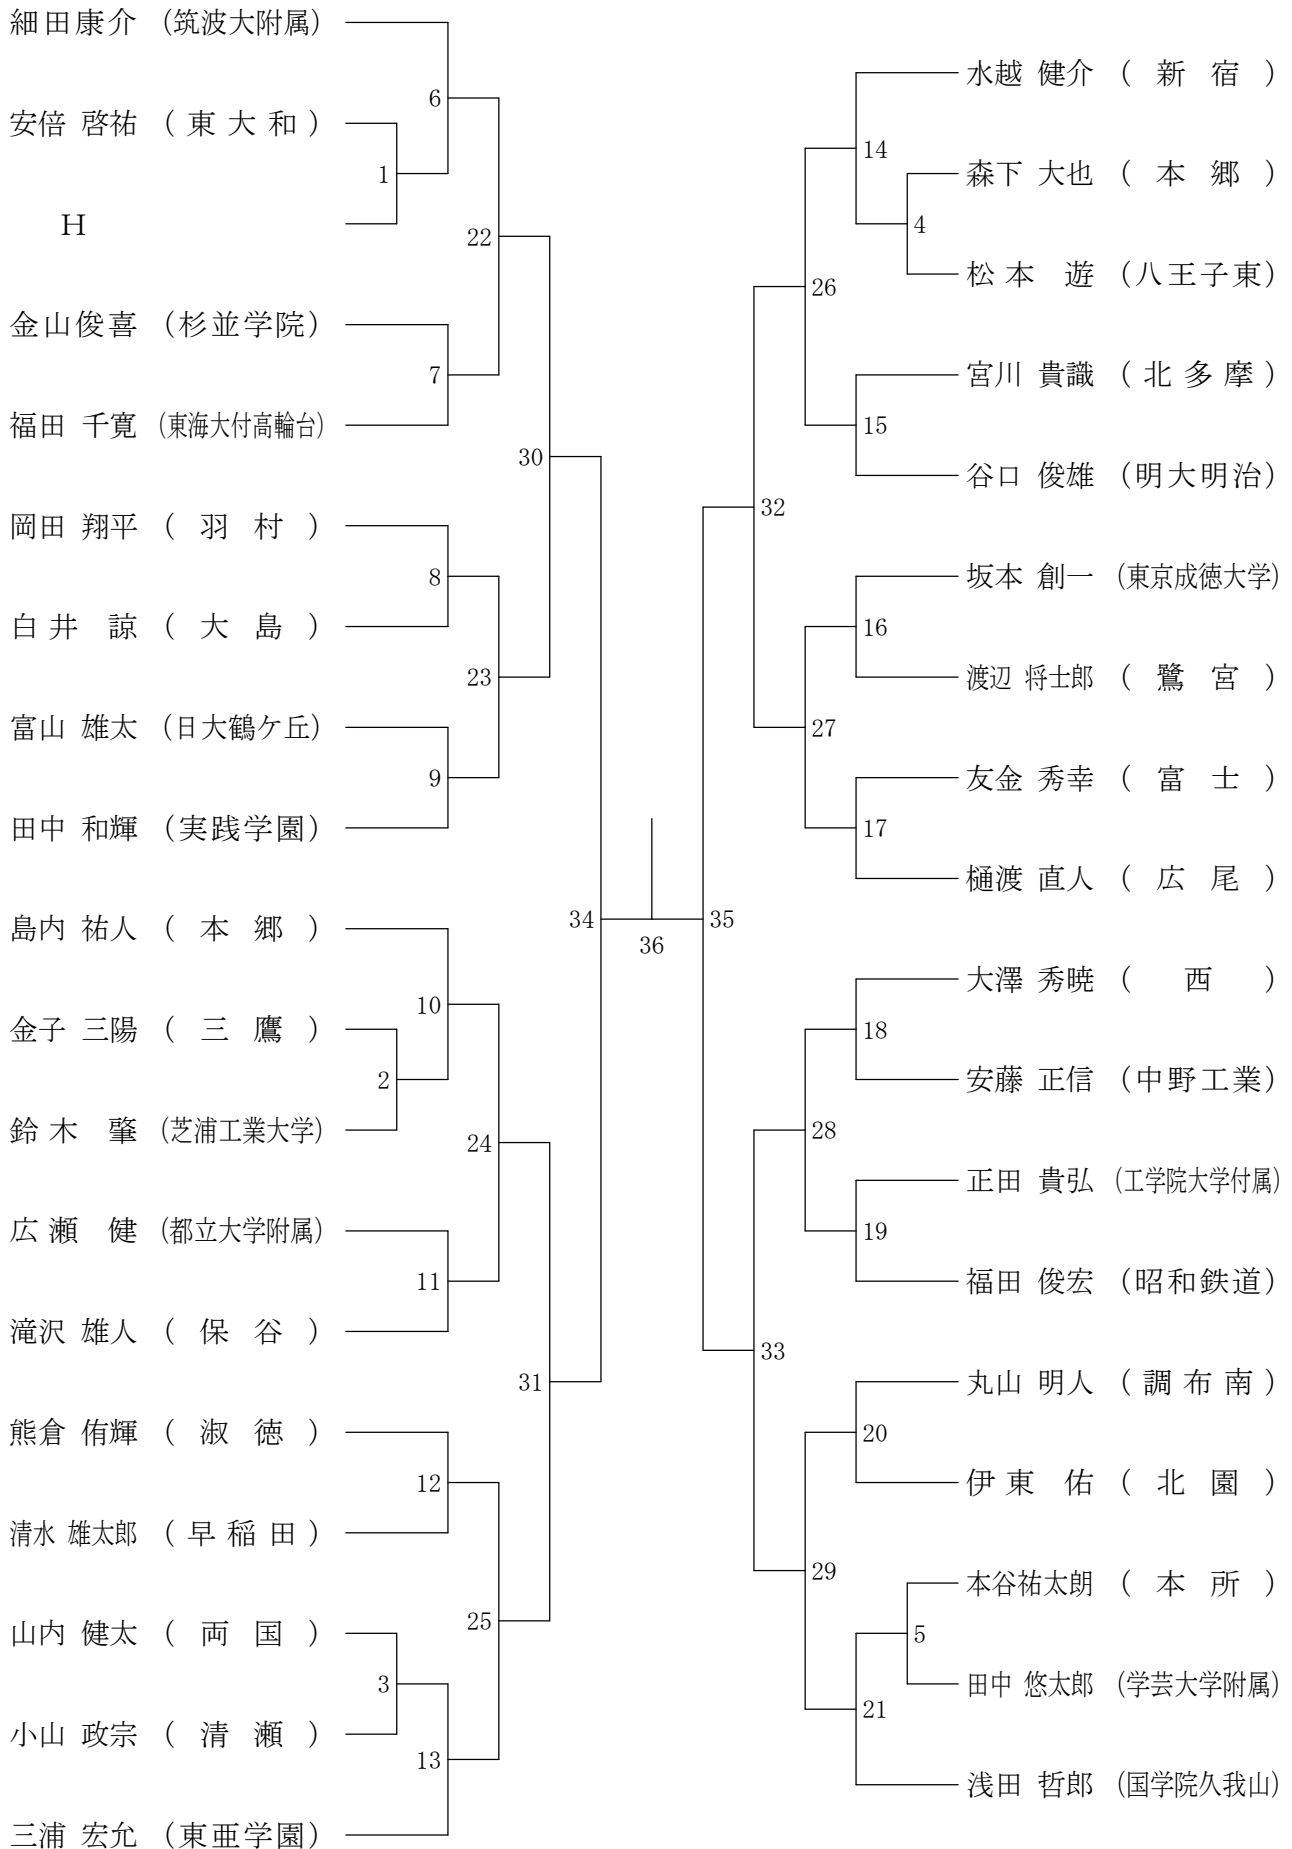 細田康介 (筑波大附属)
6
安倍 啓祐 ( 東 大 和 )
1
H
22
金山俊喜 (杉並学院)
7
福田 千寛 (東海大付高輪台)
30
岡田 翔平 ( 羽 村 )
8
白 井 諒 ( 大 島 )
23
富山 雄太 (日大鶴ケ丘)
9
田中 和輝 (実践学園)
34
島内 祐人 ( 本 郷 )
10
金子 三陽 ( 三 鷹 )
2
鈴 木 肇 (芝浦工業大学)
24
広 瀬 健 (都立大学附属)
11
滝沢 雄人 ( 保 谷 )
31
熊倉 侑輝 ( 淑 徳 )
12
清水 雄太郎 ( 早 稲 田 )
25
山内 健太 ( 両 国 )
3
小山 政宗 ( 清 瀬 )
13
三浦 宏允 (東亜学園)
36
水越 健介 ( 新 宿 )
14
森下 大也 ( 本 郷 )
4
松 本 遊 (八王子東)
26
宮川 貴識 ( 北 多 摩 )
15
谷口 俊雄 (明大明治)
32
坂本 創一 (東京成徳大学)
16
渡辺 将士郎 ( 鷺 宮 )
27
友金 秀幸 ( 富 士 )
17
樋渡 直人 ( 広 尾 )
35
大澤 秀暁 ( 西 )
18
安藤 正信 (中野工業)
28
正田 貴弘 (工学院大学付属)
19
福田 俊宏 (昭和鉄道)
33
丸山 明人 ( 調 布 南 )
20
伊 東 佑 ( 北 園 )
29
本谷祐太朗 ( 本 所 )
5
田中 悠太郎 (学芸大学附属)
21
浅田 哲郎 (国学院久我山)